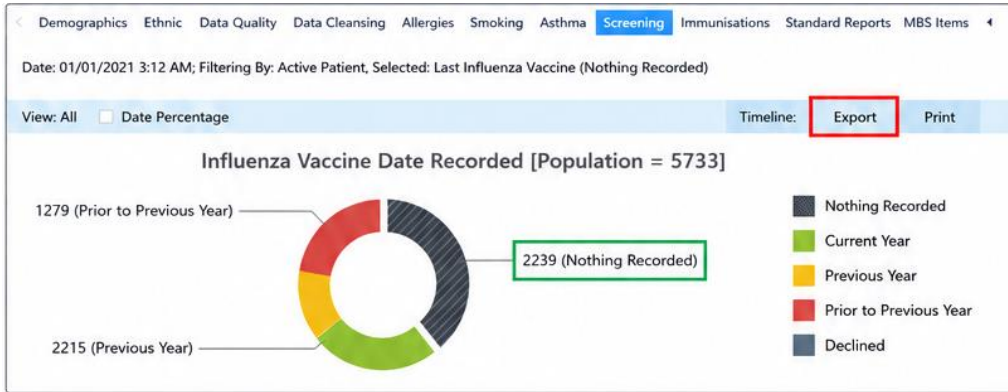 Demographics Ethnic Data Quality Data Cleansing Allergies Smoking Asthma Screening Immunisations Standard Reports MBS Items
Date: 01/01/2021 3:12 AM; Filtering By: Active Patient, Selected: Last Influenza Vaccine (Nothing Recorded)
View: All Date Percentage Timeline: Export Print
Influenza Vaccine Date Recorded [Population = 5733]
1279 (Prior to Previous Year)
2239 (Nothing Recorded)
2215 (Previous Year)
Nothing Recorded
Current Year
Previous Year
Prior to Previous Year
Declined